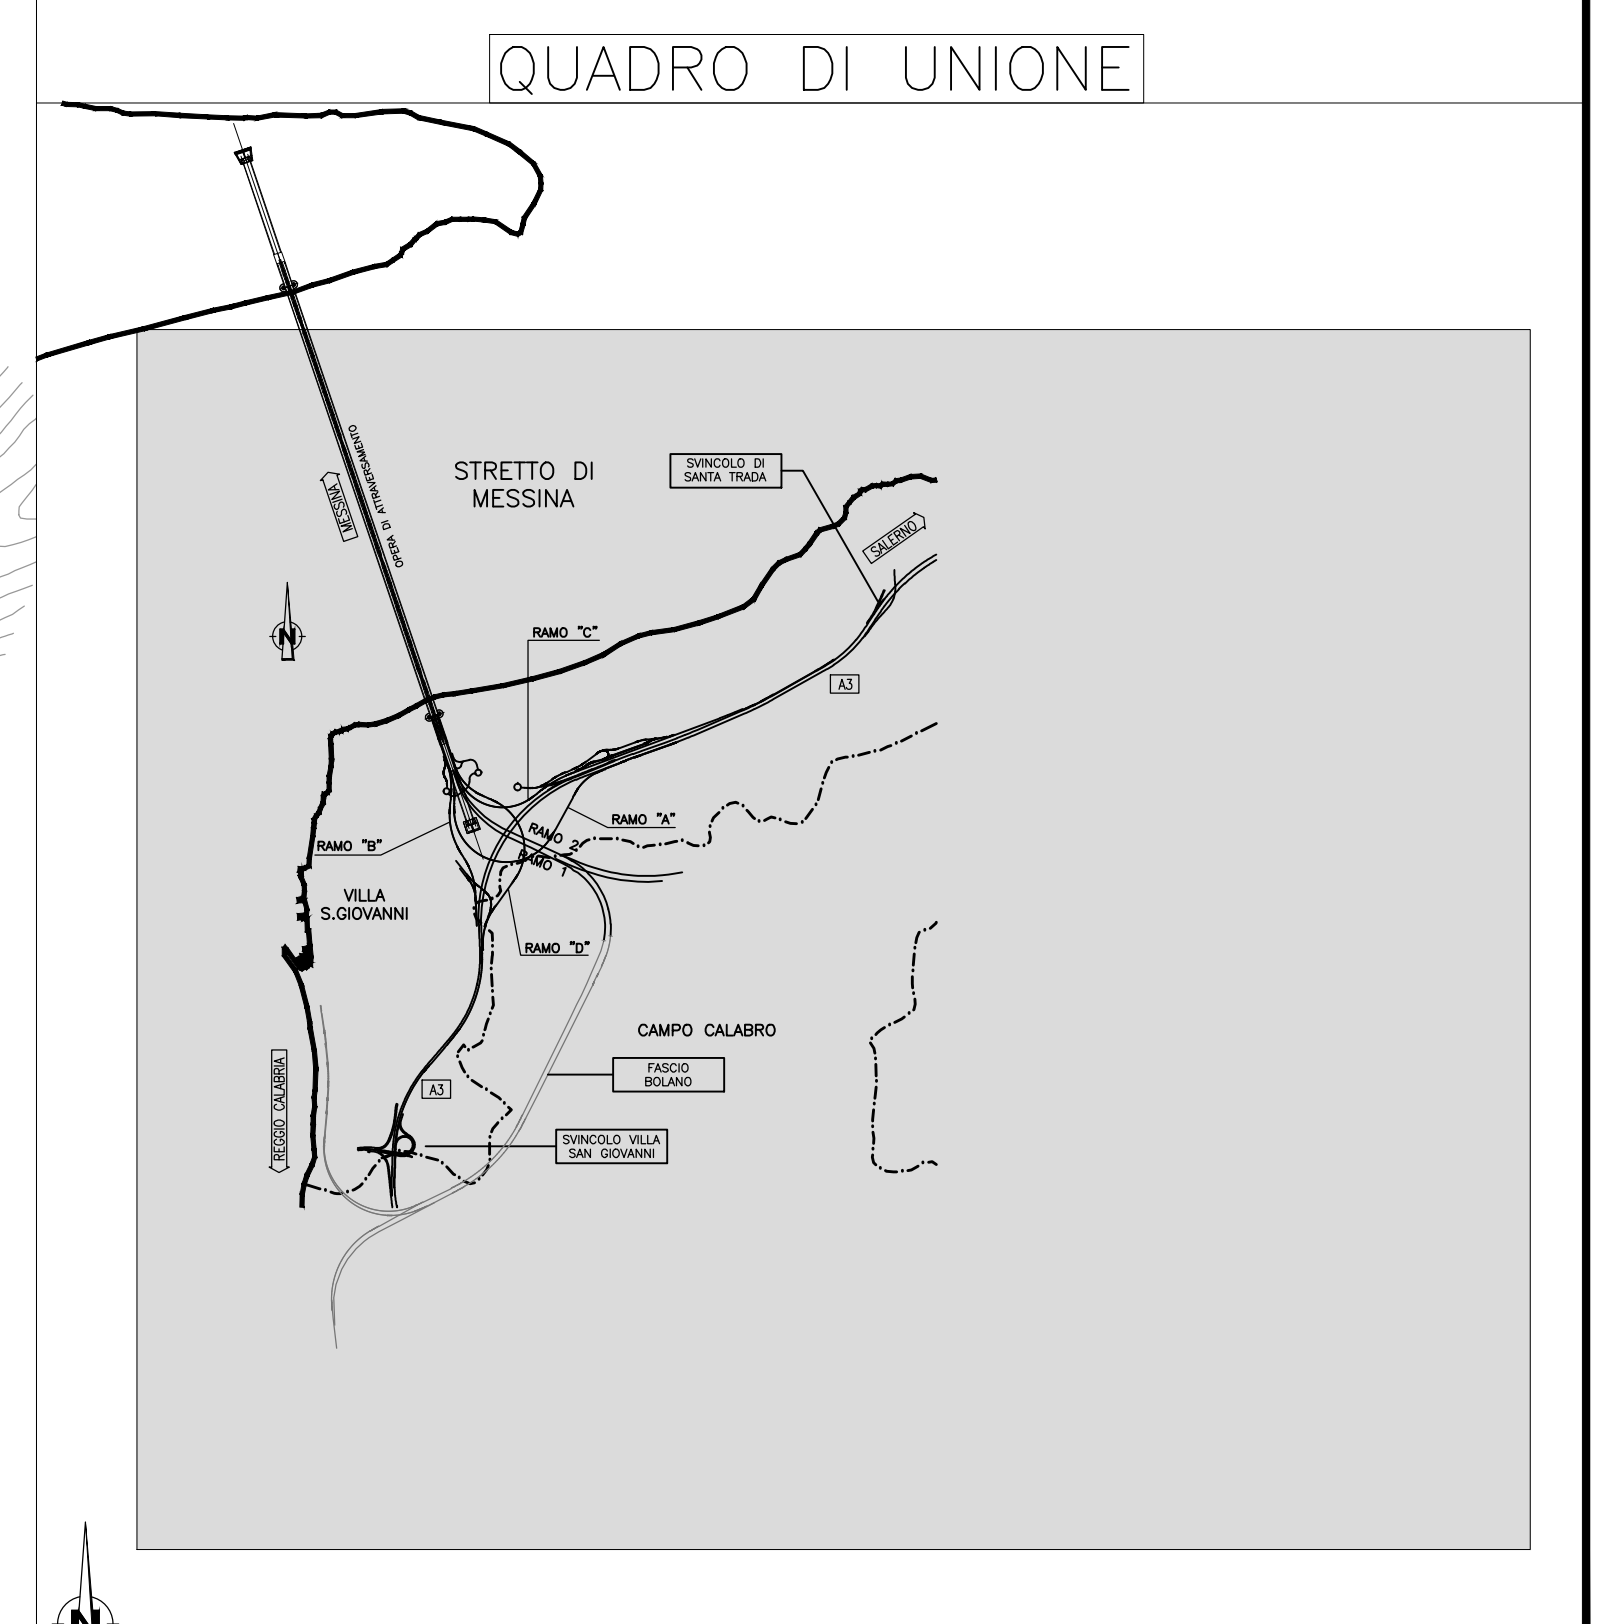 QUADRO DI UNIONE
STRETTO DI
MESSINA
SVINCOLO DI
SANTA TRADA
OPERA DI ATTRAVERSAMENTO
MESSINA
SALERNO
N
RAMO "C"
A3
RAMO "A"
RAMO 2
RAMO "B"
RAMO 1
VILLA
S.GIOVANNI
RAMO "D"
CAMPO CALABRO
FASCIO
BOLANO
REGGIO CALABRIA
A3
SVINCOLO VILLA
SAN GIOVANNI
N